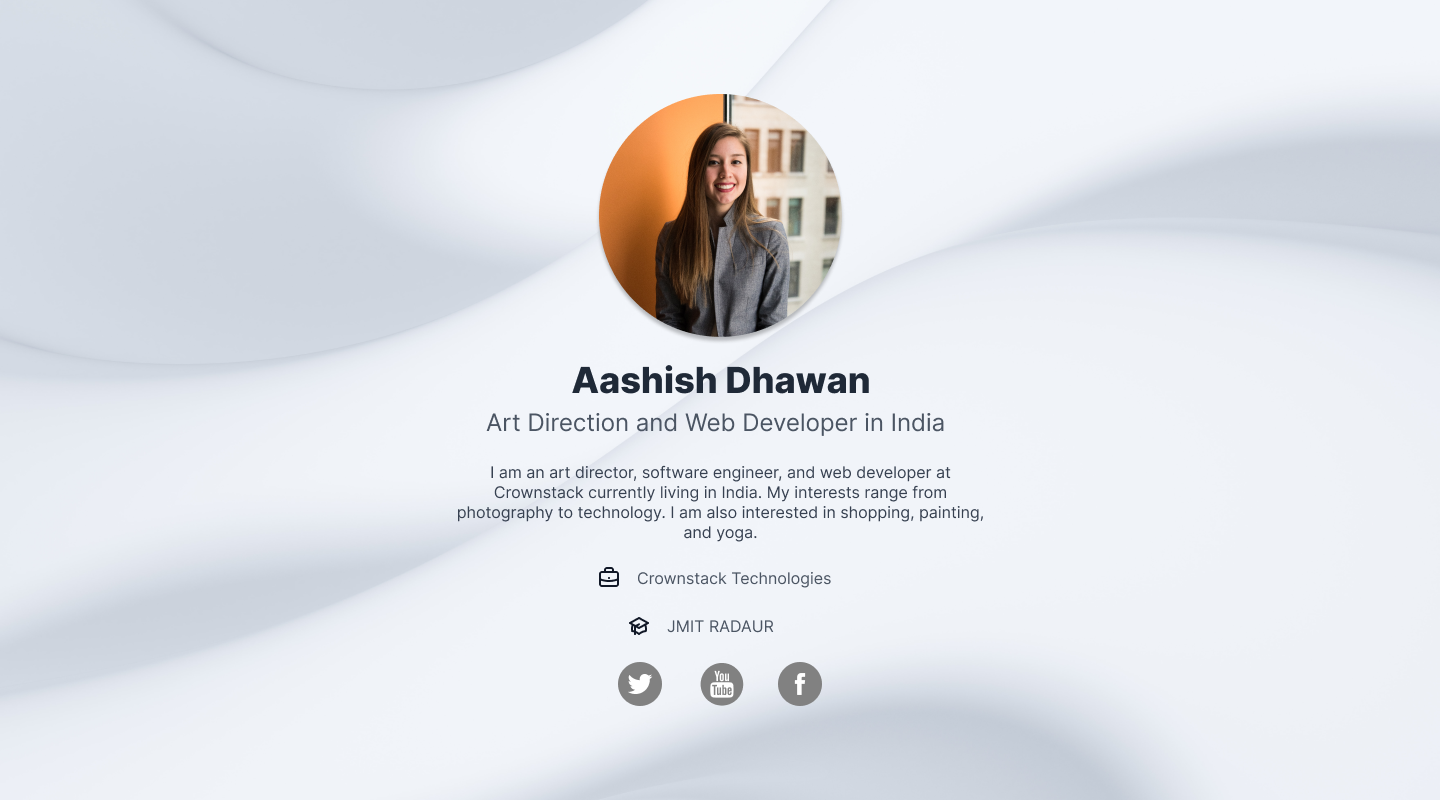 Aashish Dhawan
Art Direction and Web Developer in India
I am an art director, software engineer, and web developer at
Crownstack currently living in India. My interests range from
photography to technology. I am also interested in shopping, painting,
and yoga.
Crownstack Technologies
JMIT RADAUR
You
Tube